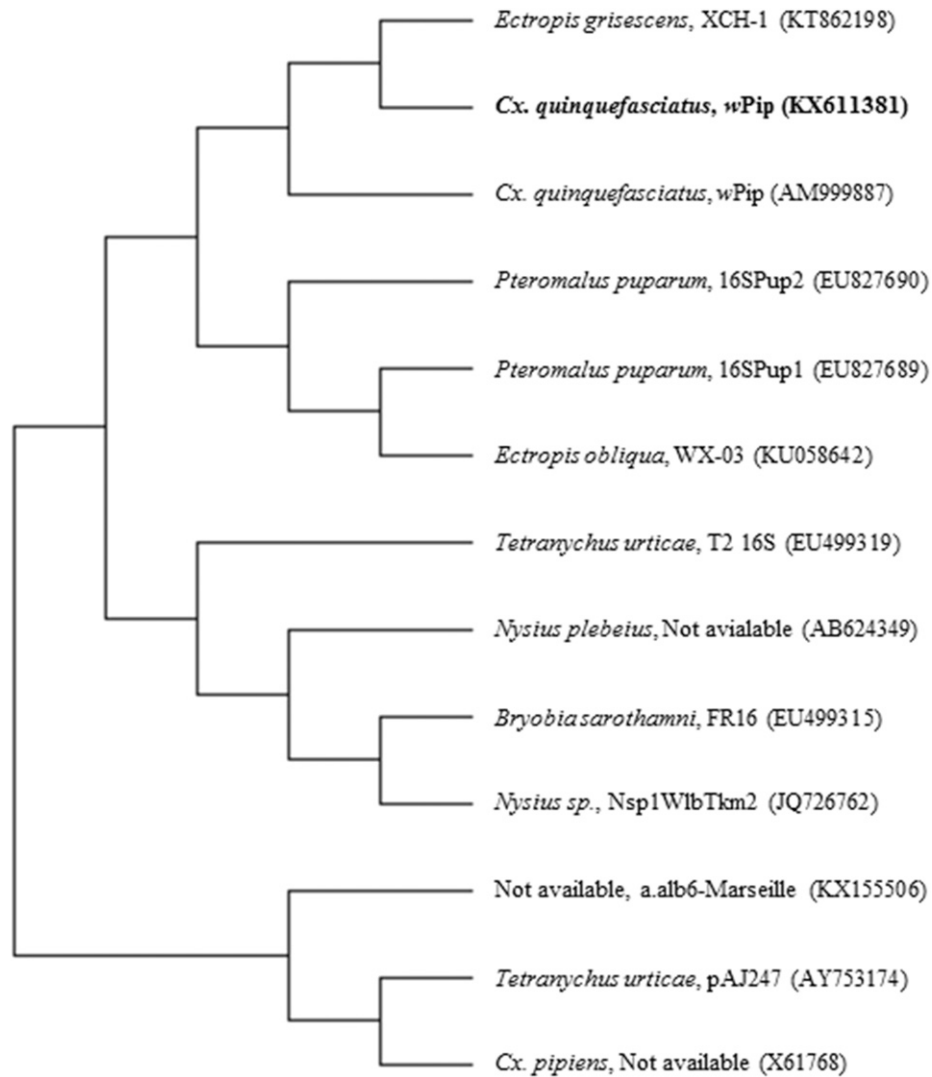 Ectropis grisescens, XCH-1 (KT862198)
Cx. quinquefasciatus, wPip (KX611381)
Cx. quinquefasciatus, wPip (AM999887)
Pteromalus puparum, 16SPup2 (EU827690)
Pteromalus puparum, 16SPup1 (EU827689)
Ectropis obliqua, WX-03 (KU058642)
Tetranychus urticae, T2 16S (EU499319)
Nysius plebeius, Not avialable (AB624349)
Bryobia sarothamni, FR16 (EU499315)
Nysius sp., Nsp1WlbTkm2 (JQ726762)
Not available, a.alb6-Marseille (KX155506)
Tetranychus urticae, pAJ247 (AY753174)
Cx. pipiens, Not available (X61768)